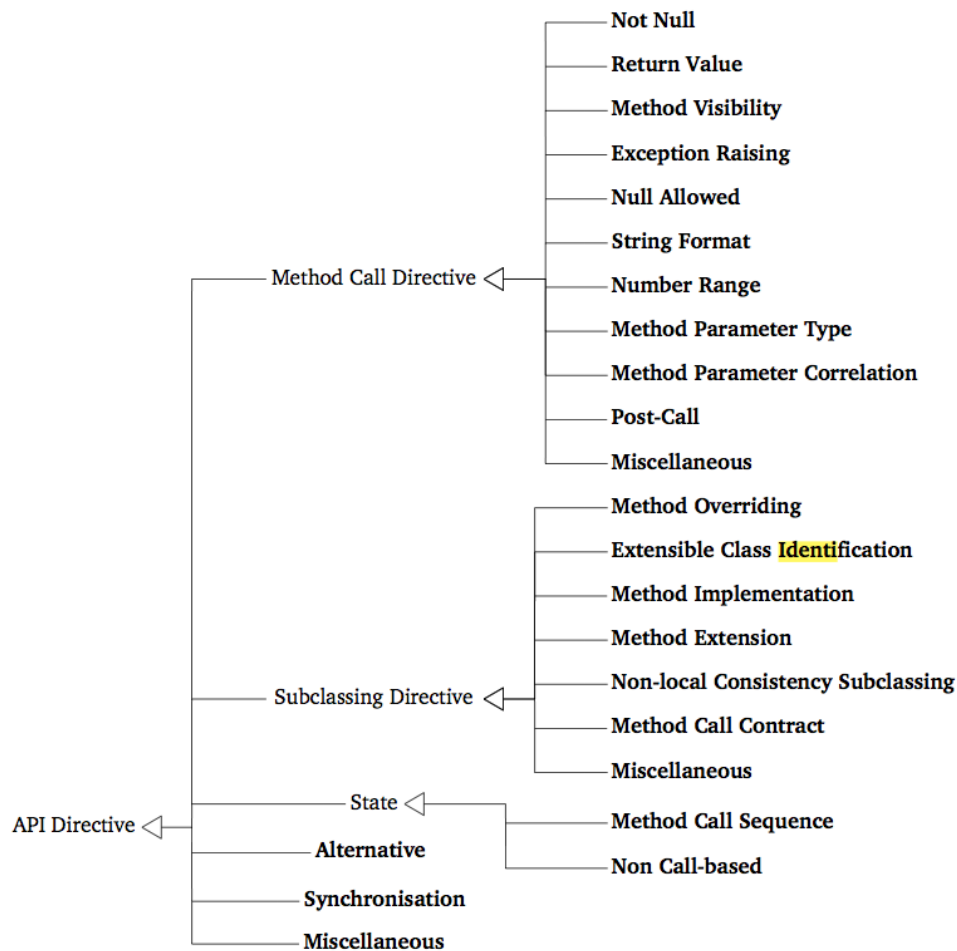 Not Null
Return Value
Method Visibility
Exception Raising
Null Allowed
String Format
Method Call Directive
Number Range
Method Parameter Type
Method Parameter Correlation
Post-Call
Miscellaneous
Method Overriding
Extensible Class Identification
Method Implementation
Method Extension
Non-local Consistency Subclassing
Subclassing Directive
Method Call Contract
Miscellaneous
State
Method Call Sequence
API Directive
Alternative
Non Call-based
Synchronisation
Miscellaneous